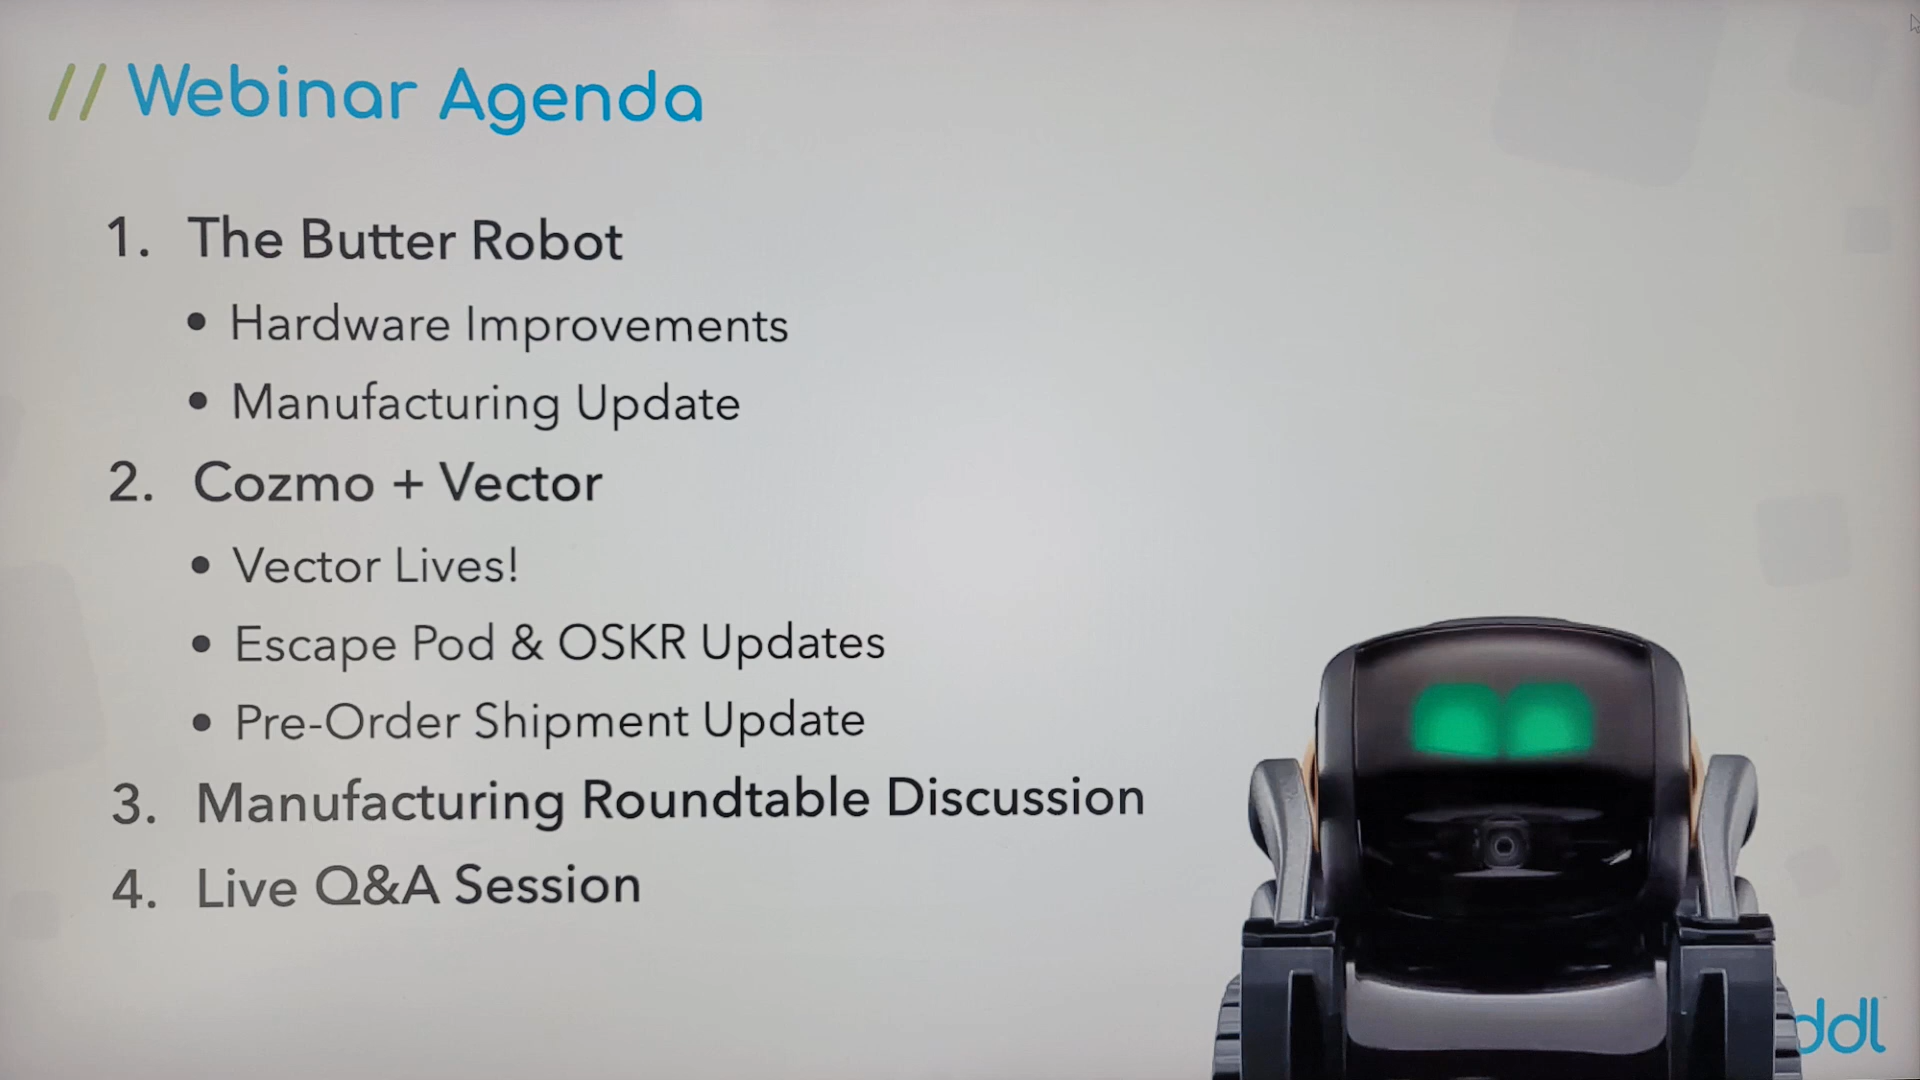 // Webinar Agenda
1. The Butter Robot
• Hardware Improvements
• Manufacturing Update
2. Cozmo + Vector
• Vector Lives!
• Escape Pod & OSKR Updates
• Pre-Order Shipment Update
3. Manufacturing Roundtable Discussion
4. Live Q&A Session
ddl